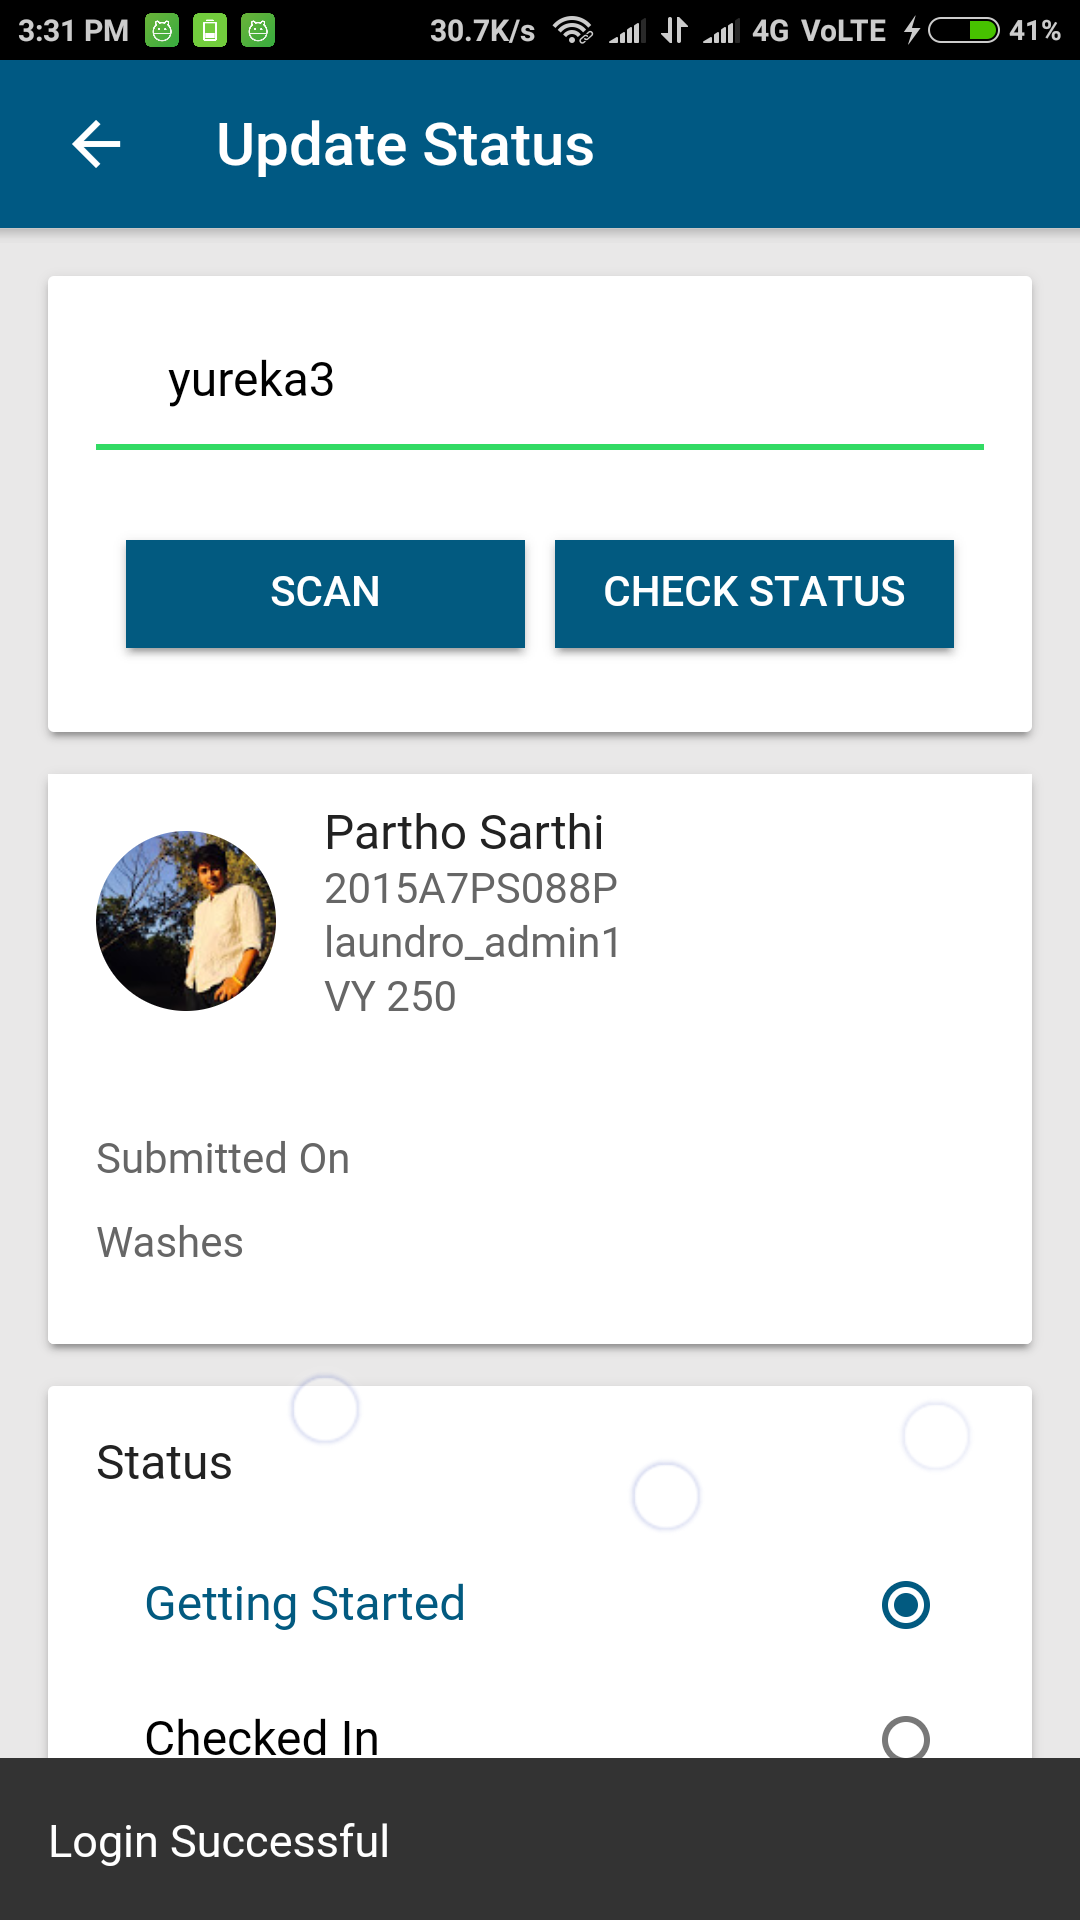 3:31 PM 30.7K/s 4G VoLTE 41%
Update Status
yureka3
SCAN CHECK STATUS
Partho Sarthi
2015A7PS088P
laundro_admin1
VY 250
Submitted On
Washes
Status
Getting Started
Checked In
Login Successful